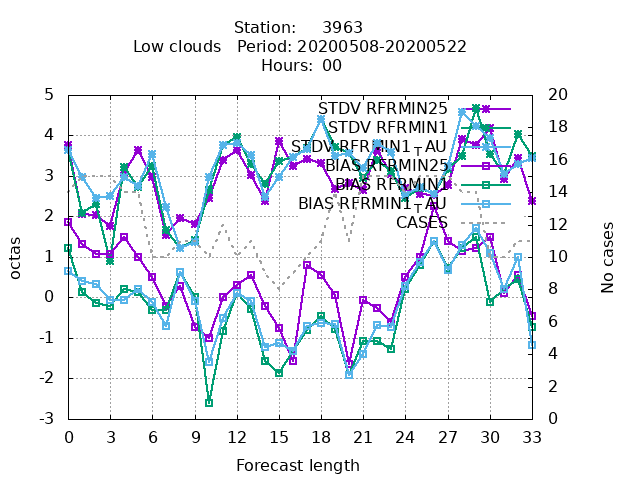 Station: 3963
Low clouds Period: 20200508-20200522
Hours: 00
5
4
3
2
1
0
-1
-2
-3
20
18
16
14
12
10
8
6
4
2
0
0 3 6 9 12 15 18 21 24 27 30 33
octas
No cases
Forecast length
STDV RFRMIN25
STDV RFRMIN1
STDV RFRMIN1_AU
BIAS RFRMIN25
BIAS RFRMIN1
BIAS RFRMIN1_AU
CASES